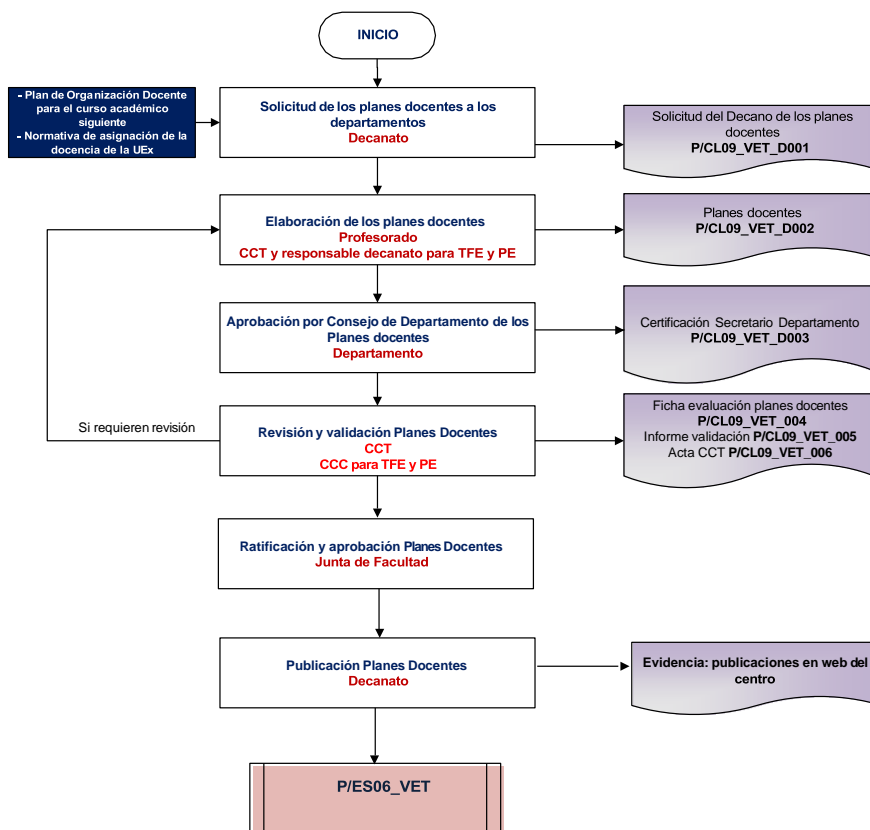 INICIO
- Plan de Organización Docente
para el curso académico
siguiente
- Normativa de asignación de la
docencia de la UEx
Solicitud de los planes docentes a los
departamentos
Decanato
Solicitud del Decano de los planes
docentes
P/CL09_VET_D001
Elaboración de los planes docentes
Profesorado
CCT y responsable decanato para TFE y PE
Planes docentes
P/CL09_VET_D002
Aprobación por Consejo de Departamento de los
Planes docentes
Departamento
Certificación Secretario Departamento
P/CL09_VET_D003
Si requieren revisión
Revisión y validación Planes Docentes
CCT
CCC para TFE y PE
Ficha evaluación planes docentes
P/CL09_VET_004
Informe validación P/CL09_VET_005
Acta CCT P/CL09_VET_006
Ratificación y aprobación Planes Docentes
Junta de Facultad
Publicación Planes Docentes
Decanato
Evidencia: publicaciones en web del
centro
P/ES06_VET